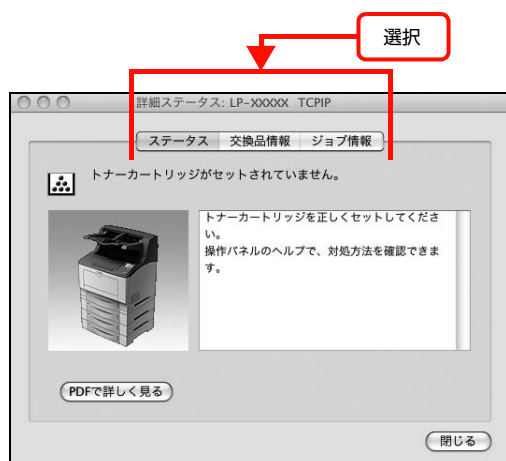 選択
詳細ステータス: LP-XXXXX TCPIP
ステータス 交換品情報 ジョブ情報
トナーカートリッジがセットされていません。
トナーカートリッジを正しくセットしてくださ
い。
操作パネルのヘルプで、対処方法を確認できま
す。
PDFで詳しく見る
閉じる